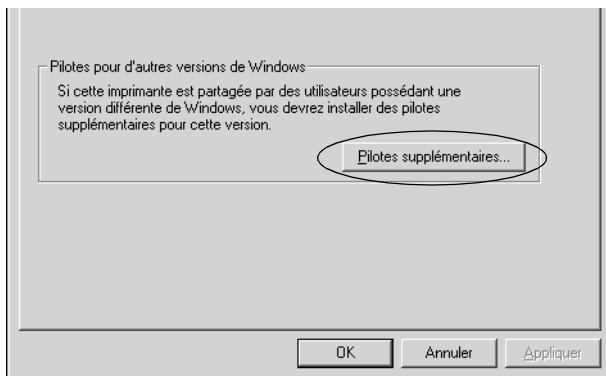 Pilotes pour d'autres versions de Windows
Si cette imprimante est partagée par des utilisateurs possédant une
version différente de Windows, vous devrez installer des pilotes
supplémentaires pour cette version.
Pilotes supplémentaires...
OK Annuler Appliquer